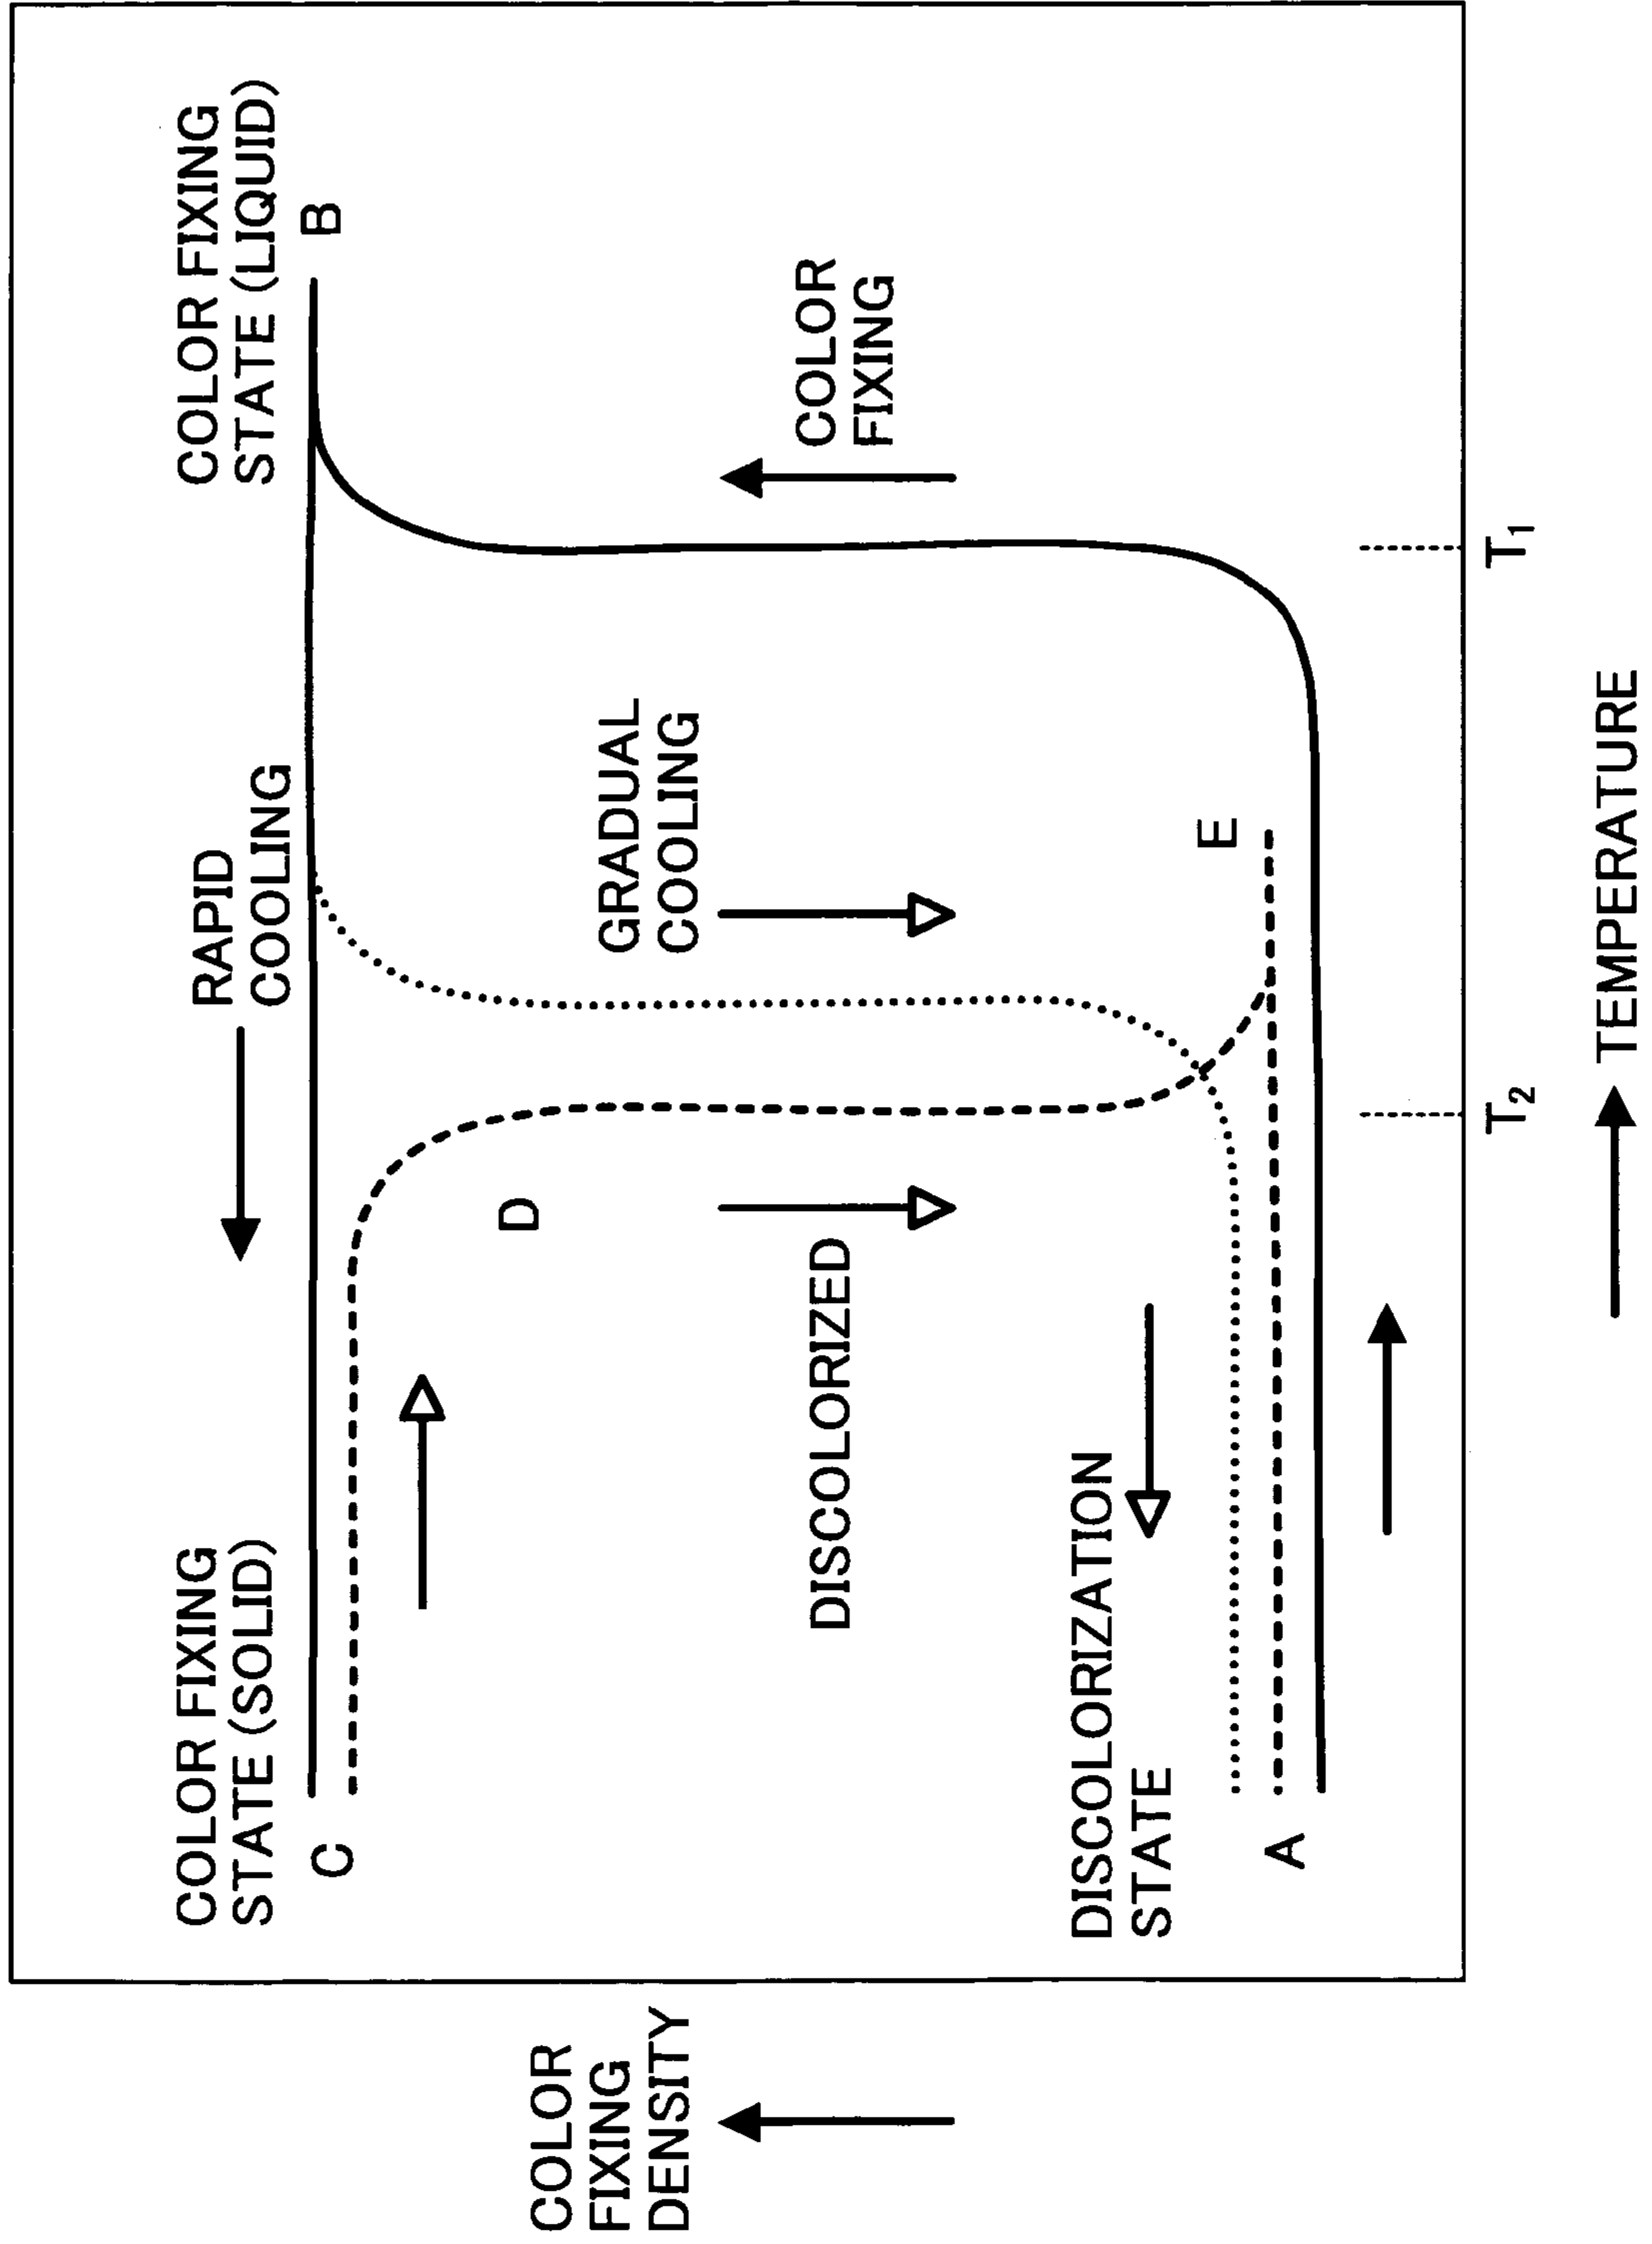 COLOR FIXING
STATE (SOLID)
RAPID
COOLING
COLOR FIXING
STATE (LIQUID)
C
B
D
GRADUAL
COOLING
COLOR
FIXING
DISCOLORIZED
DISCOLORIZATION
STATE
E
A
COLOR
FIXING
DENSITY
T2
T1
TEMPERATURE